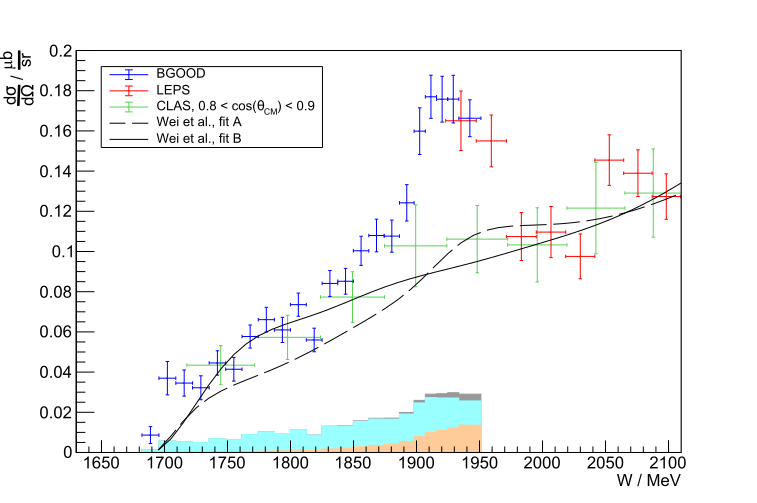 dσ/dΩ / μb/sr
0.2
0.18
0.16
0.14
0.12
0.1
0.08
0.06
0.04
0.02
0
BGOOD
LEPS
CLAS, 0.8 < cos(θCM) < 0.9
Wei et al., fit A
Wei et al., fit B
1650 1700 1750 1800 1850 1900 1950 2000 2050 2100
W / MeV